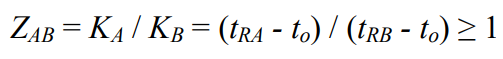 Z_AB = K_A / K_B = (t_RA - t_o) / (t_RB - t_o) ≥ 1